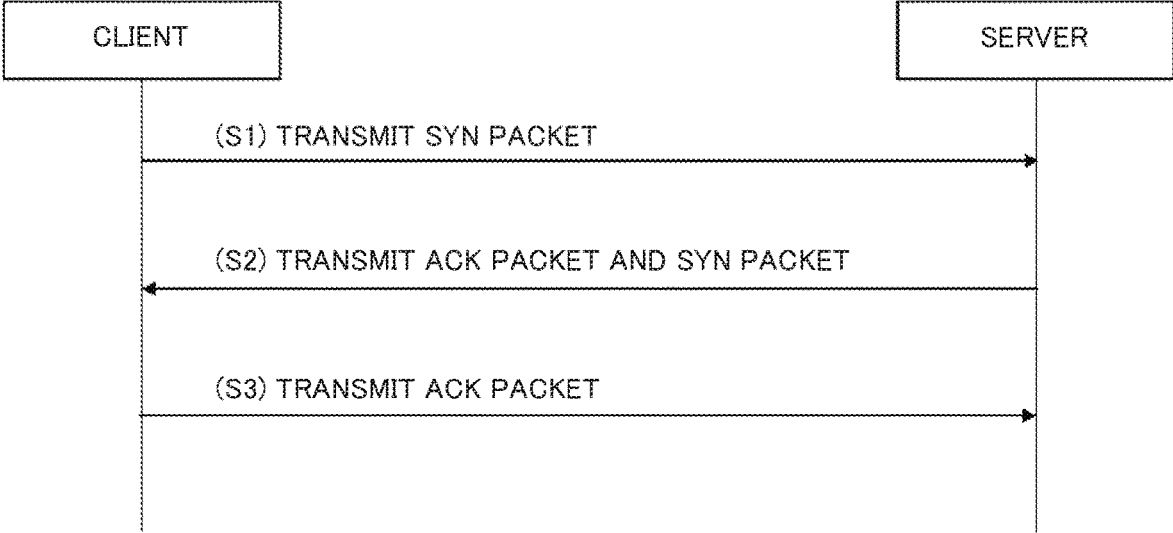 CLIENT
SERVER
(S1) TRANSMIT SYN PACKET
(S2) TRANSMIT ACK PACKET AND SYN PACKET
(S3) TRANSMIT ACK PACKET